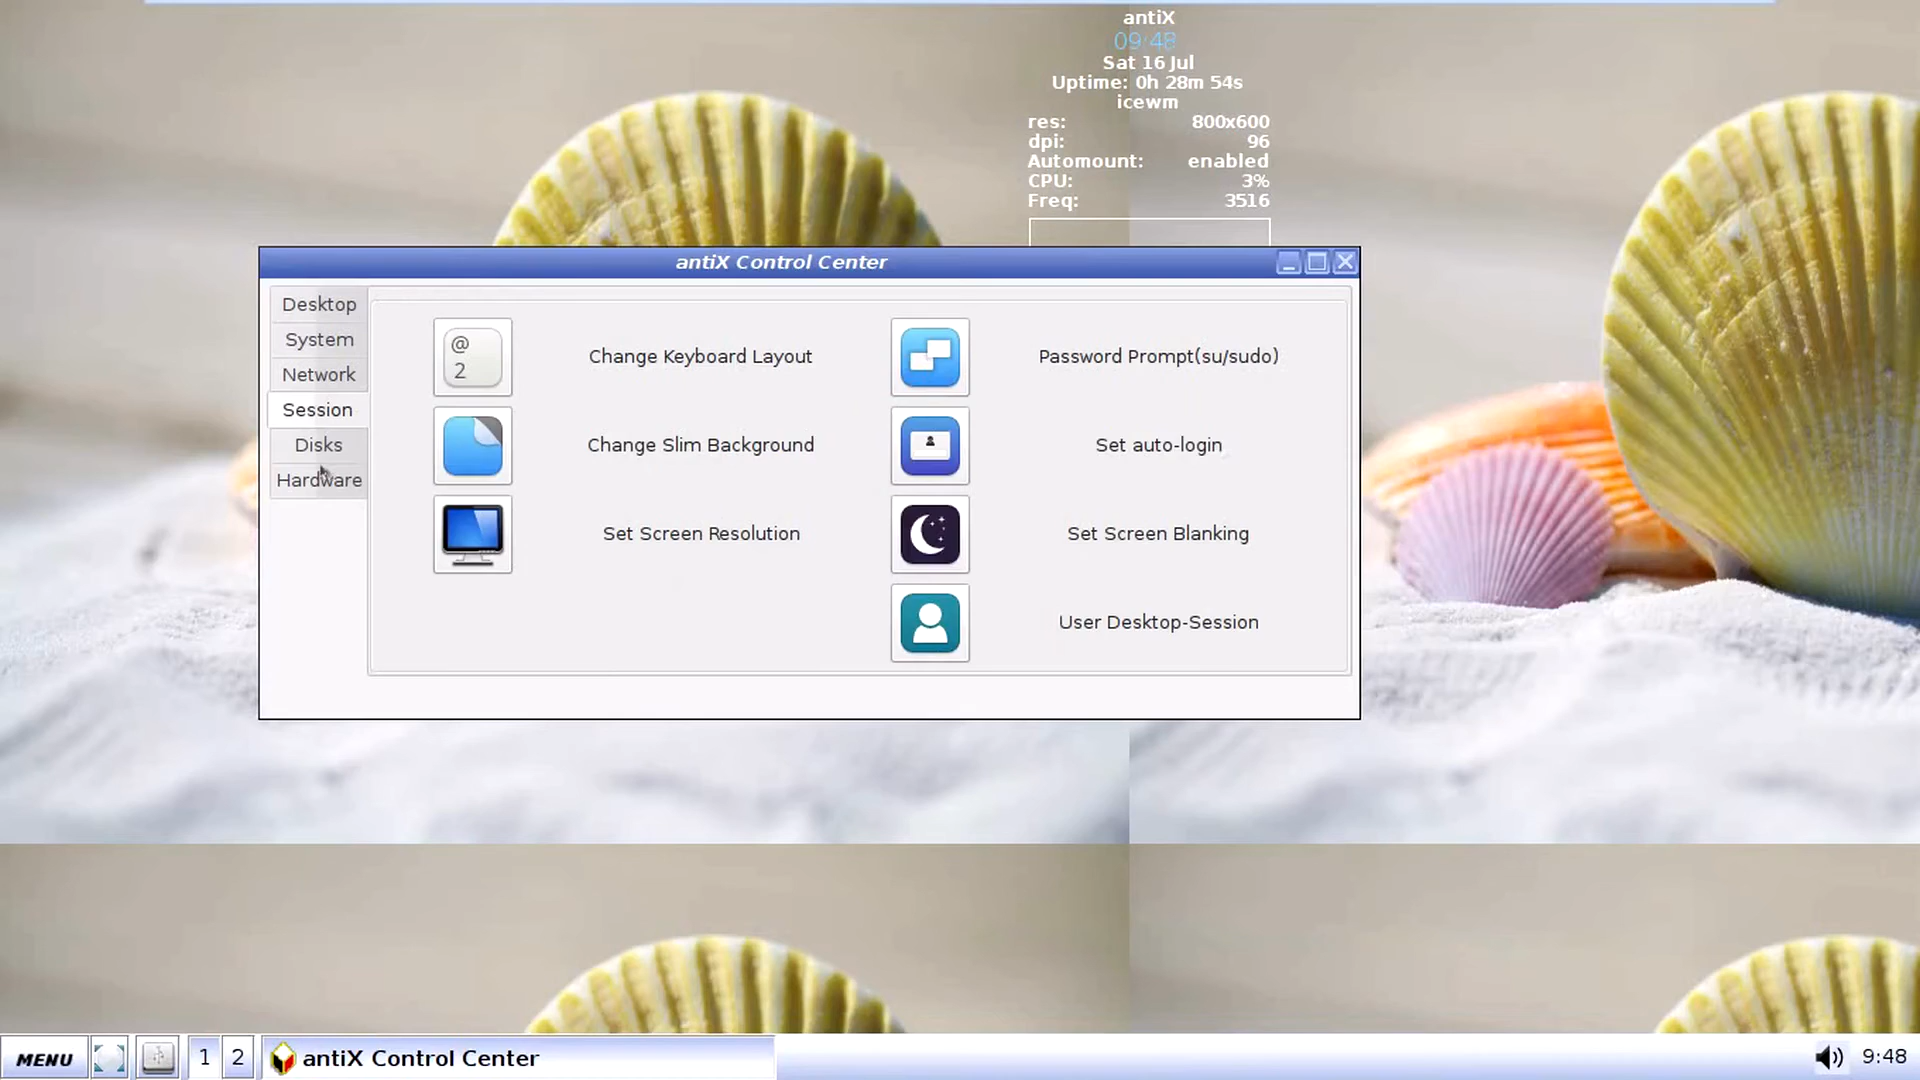 antiX
09:48
Sat 16 Jul
Uptime: 0h 28m 54s
icewm
res: 800x600
dpi: 96
Automount: enabled
CPU: 3%
Freq: 3516
antiX Control Center
Desktop
System
Network
Session
Disks
Hardware
@
2
Change Keyboard Layout
Password Prompt(su/sudo)
Change Slim Background
Set auto-login
Set Screen Resolution
Set Screen Blanking
User Desktop-Session
MENU 1 2 antiX Control Center 9:48